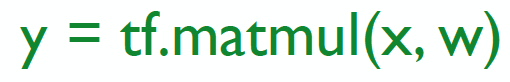 y = tf.matmul(x, w)